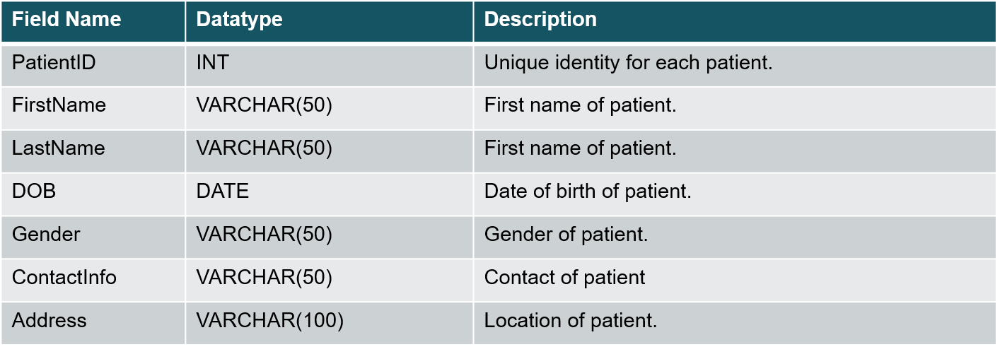 Field Name Datatype Description
PatientID INT Unique identity for each patient.
FirstName VARCHAR(50) First name of patient.
LastName VARCHAR(50) First name of patient.
DOB DATE Date of birth of patient.
Gender VARCHAR(50) Gender of patient.
ContactInfo VARCHAR(50) Contact of patient
Address VARCHAR(100) Location of patient.